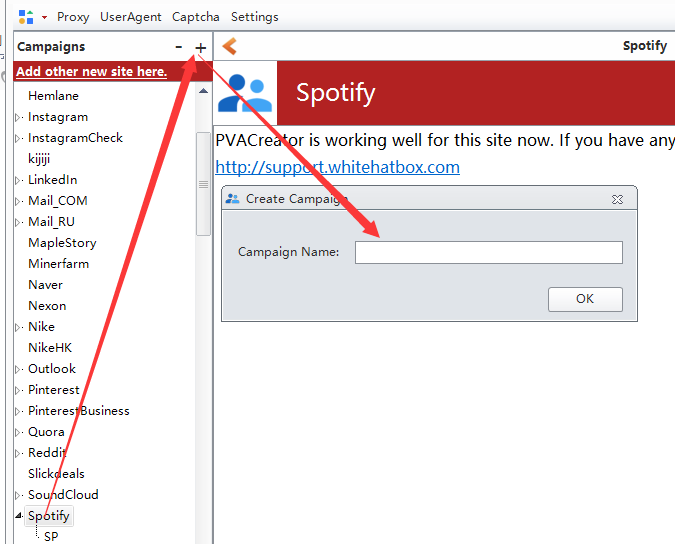 Proxy UserAgent Captcha Settings
Campaigns - +
Spotify
Add other new site here.
Hemlane
Instagram
InstagramCheck
kijiji
LinkedIn
Mail_COM
Mail_RU
MapleStory
Minerfarm
Naver
Nexon
Nike
NikeHK
Outlook
Pinterest
PinterestBusiness
Quora
Reddit
Slickdeals
SoundCloud
Spotify
SP
Spotify
PVACreator is working well for this site now. If you have any
http://support.whitehatbox.com
Create Campaign
Campaign Name:
OK